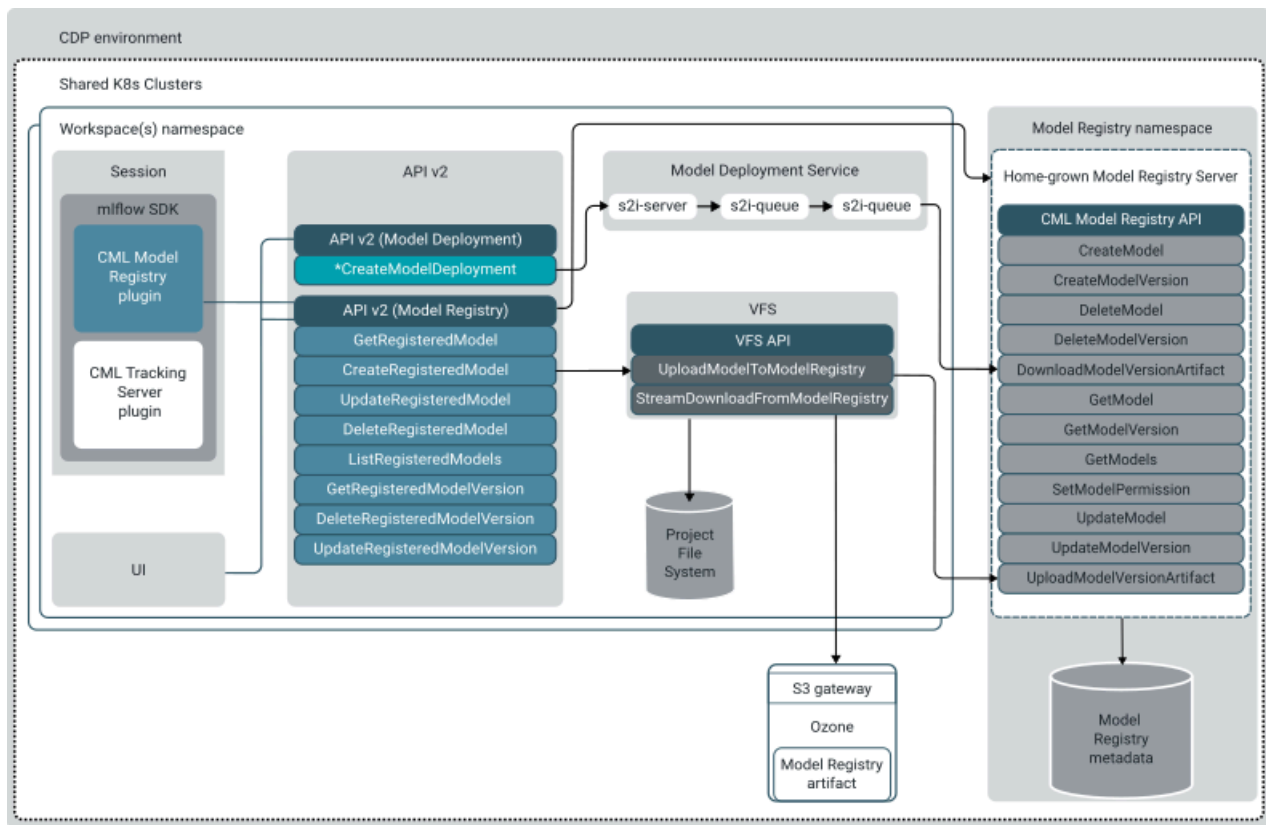 CDP environment
Shared K8s Clusters
Workspace(s) namespace
Session
mlflow SDK
CML Model
Registry
plugin
CML Tracking
Server
plugin
UI
API v2
API v2 (Model Deployment)
*CreateModelDeployment
API v2 (Model Registry)
GetRegisteredModel
CreateRegisteredModel
UpdateRegisteredModel
DeleteRegisteredModel
ListRegisteredModels
GetRegisteredModelVersion
DeleteRegisteredModelVersion
UpdateRegisteredModelVersion
Model Deployment Service
s2i-server
s2i-queue
s2i-queue
VFS
VFS API
UploadModelToModelRegistry
StreamDownloadFromModelRegistry
Project
File
System
S3 gateway
Ozone
Model Registry
artifact
Model Registry namespace
Home-grown Model Registry Server
CML Model Registry API
CreateModel
CreateModelVersion
DeleteModel
DeleteModelVersion
DownloadModelVersionArtifact
GetModel
GetModelVersion
GetModels
SetModelPermission
UpdateModel
UpdateModelVersion
UploadModelVersionArtifact
Model
Registry
metadata